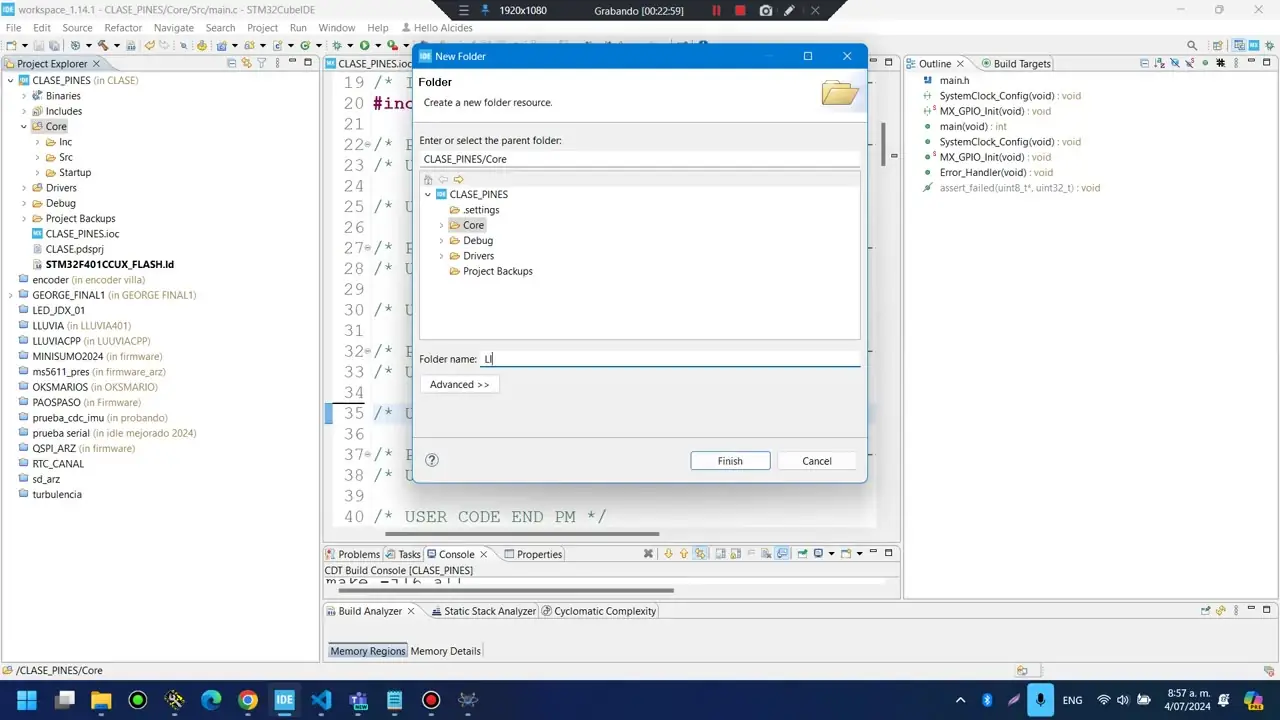 workspace_1.14.1 - CLASE_PINES/Core/Src/main.c - STM32CubeIDE
1920x1080
Grabando [00:22:59]
File Edit Source Refactor Navigate Search Project Run Window Help Hello Alcides
Project Explorer
CLASE_PINES (in CLASE)
Binaries
Includes
Core
Inc
Src
Startup
Drivers
Debug
Project Backups
CLASE_PINES.ioc
CLASE.pdsprj
STM32F401CCUX_FLASH.ld
encoder (in encoder villa)
GEORGE_FINAL1 (in GEORGE FINAL1)
LED_JDX_01
LLUVIA (in LLUVIA401)
LLUVIACPP (in LUUVIACPP)
MINISUMO2024 (in firmware)
ms5611_pres (in firmware_arz)
OKSMARIOS (in OKSMARIO)
PAOSPASO (in Firmware)
prueba_cdc_imu (in probando)
prueba serial (in idle mejorado 2024)
QSPI_ARZ (in firmware)
RTC_CANAL
sd_arz
turbulencia
CLASE_PINES.ioc
19 /* I
20 #inc
21
22 /* P
23 /* U
24
25 /* U
26
27 /* P
28 /* U
29
30 /* U
31
32 /* P
33 /* U
34
35 /* U
36
37 /* P
38 /* U
39
40 /* USER CODE END PM */
New Folder
Folder
Create a new folder resource.
Enter or select the parent folder:
CLASE_PINES/Core
CLASE_PINES
.settings
Core
Debug
Drivers
Project Backups
Folder name: LI
Advanced >>
Finish
Cancel
Outline
Build Targets
main.h
SystemClock_Config(void) : void
MX_GPIO_Init(void) : void
main(void) : int
SystemClock_Config(void) : void
MX_GPIO_Init(void) : void
Error_Handler(void) : void
assert_failed(uint8_t*, uint32_t) : void
Problems Tasks Console Properties
CDT Build Console [CLASE_PINES]
make -j16 all
Build Analyzer Static Stack Analyzer Cyclomatic Complexity
Memory Regions Memory Details
/CLASE_PINES/Core
ENG
8:57 a. m.
4/07/2024